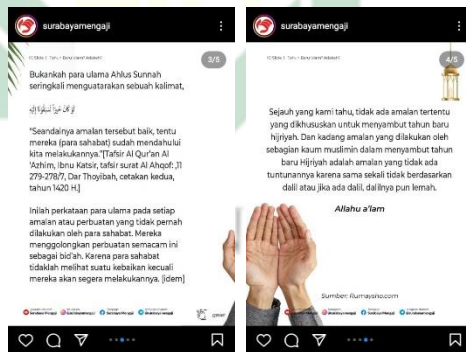 surabayamengaji
3/5
Bukankah para ulama Ahlus Sunnah
seringkali mengutarakan sebuah kalimat,
لَوْ كَانَ خَيْرًا لَسَبَقُوْنَا إِلَيْهِ
"Seandainya amalan tersebut baik, tentu
mereka (para sahabat) sudah mendahului
kita melakukannya."[Tafsir Al Qur'an Al
'Azhim, Ibnu Katsir, tafsir surat Al Ahqof: ,11
279-278/7, Dar Thoyibah, cetakan kedua,
tahun 1420 H.]
Inilah perkataan para ulama pada setiap
amalan atau perbuatan yang tidak pernah
dilakukan oleh para sahabat. Mereka
menggolongkan perbuatan semacam ini
sebagai bid'ah. Karena para sahabat
tidaklah melihat suatu kebaikan kecuali
mereka akan segera melakukannya. [idem]
surabayamengaji
4/5
Sejauh yang kami tahu, tidak ada amalan tertentu
yang dikhususkan untuk menyambut tahun baru
hijriyah. Dan kadang amalan yang dilakukan oleh
sebagian kaum muslimin dalam menyambut tahun
baru Hijriyah adalah amalan yang tidak ada
tuntunannya karena sama sekali tidak berdasarkan
dalil atau jika ada dalil, dalilnya pun lemah.
Allahu a'lam
Sumber: Rumaysho.com